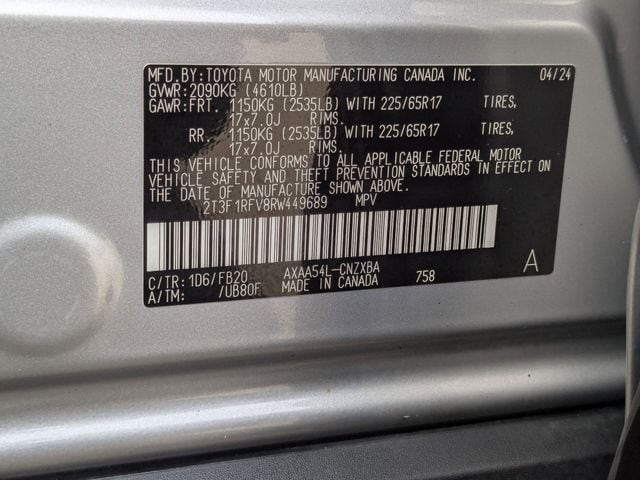 MFD.BY: TOYOTA MOTOR MANUFACTURING CANADA INC. 04/24
GVWR: 2090KG (4610LB)
GAWR: FRT. 1150KG (2535LB) WITH 225/65R17 TIRES,
17x7.0J RIMS.
RR. 1150KG (2535LB) WITH 225/65R17 TIRES,
17x7.0J RIMS.
THIS VEHICLE CONFORMS TO ALL APPLICABLE FEDERAL MOTOR
VEHICLE SAFETY AND THEFT PREVENTION STANDARDS IN EFFECT ON
THE DATE OF MANUFACTURE SHOWN ABOVE.
2T3F1RFV8RW449689 MPV
C/TR: 1D6/FB20 AXAA54L-CNZXBA 758 A
A/TM: /UB80F MADE IN CANADA